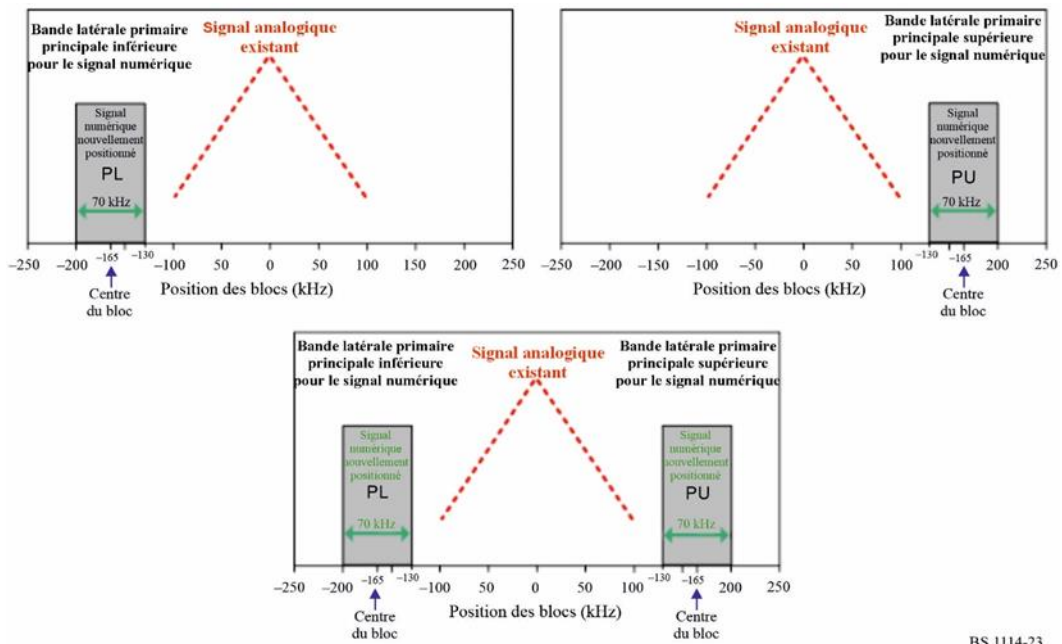 Bande latérale primaire
principale inférieure
pour le signal numérique
Signal analogique
existant
Signal
numérique
nouvellement
positionné
PL
70 kHz
–250
–200
–165
–130
–100
–50
0
50
100
150
200
250
Position des blocs (kHz)
Centre
du bloc
Signal analogique
existant
Bande latérale primaire
principale supérieure
pour le signal numérique
Signal
numérique
nouvellement
positionné
PU
70 kHz
–250
–200
–150
–100
–50
0
50
100
–130
–165
200
250
Position des blocs (kHz)
Centre
du bloc
Bande latérale primaire
principale inférieure
pour le signal numérique
Signal analogique
existant
Bande latérale primaire
principale supérieure
pour le signal numérique
Signal
numérique
nouvellement
positionné
PL
70 kHz
Signal
numérique
nouvellement
positionné
PU
70 kHz
–250
–200
–165
–130
–100
–50
0
50
100
–130
–165
200
250
Position des blocs (kHz)
Centre
du bloc
Centre
du bloc
BS.1114-23